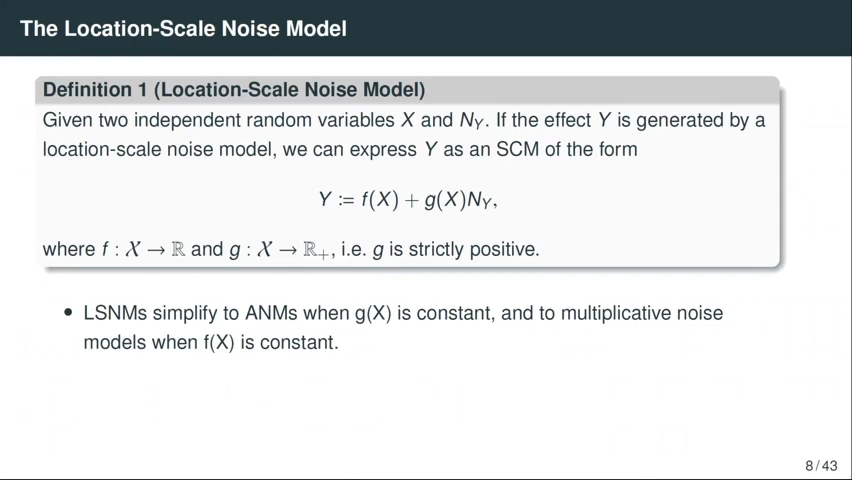 The Location-Scale Noise Model
Definition 1 (Location-Scale Noise Model)
Given two independent random variables X and N_Y. If the effect Y is generated by a
location-scale noise model, we can express Y as an SCM of the form
Y := f(X) + g(X)N_Y,
where f : 𝒳 → ℝ and g : 𝒳 → ℝ₊, i.e. g is strictly positive.
• LSNMs simplify to ANMs when g(X) is constant, and to multiplicative noise
models when f(X) is constant.
8 / 43